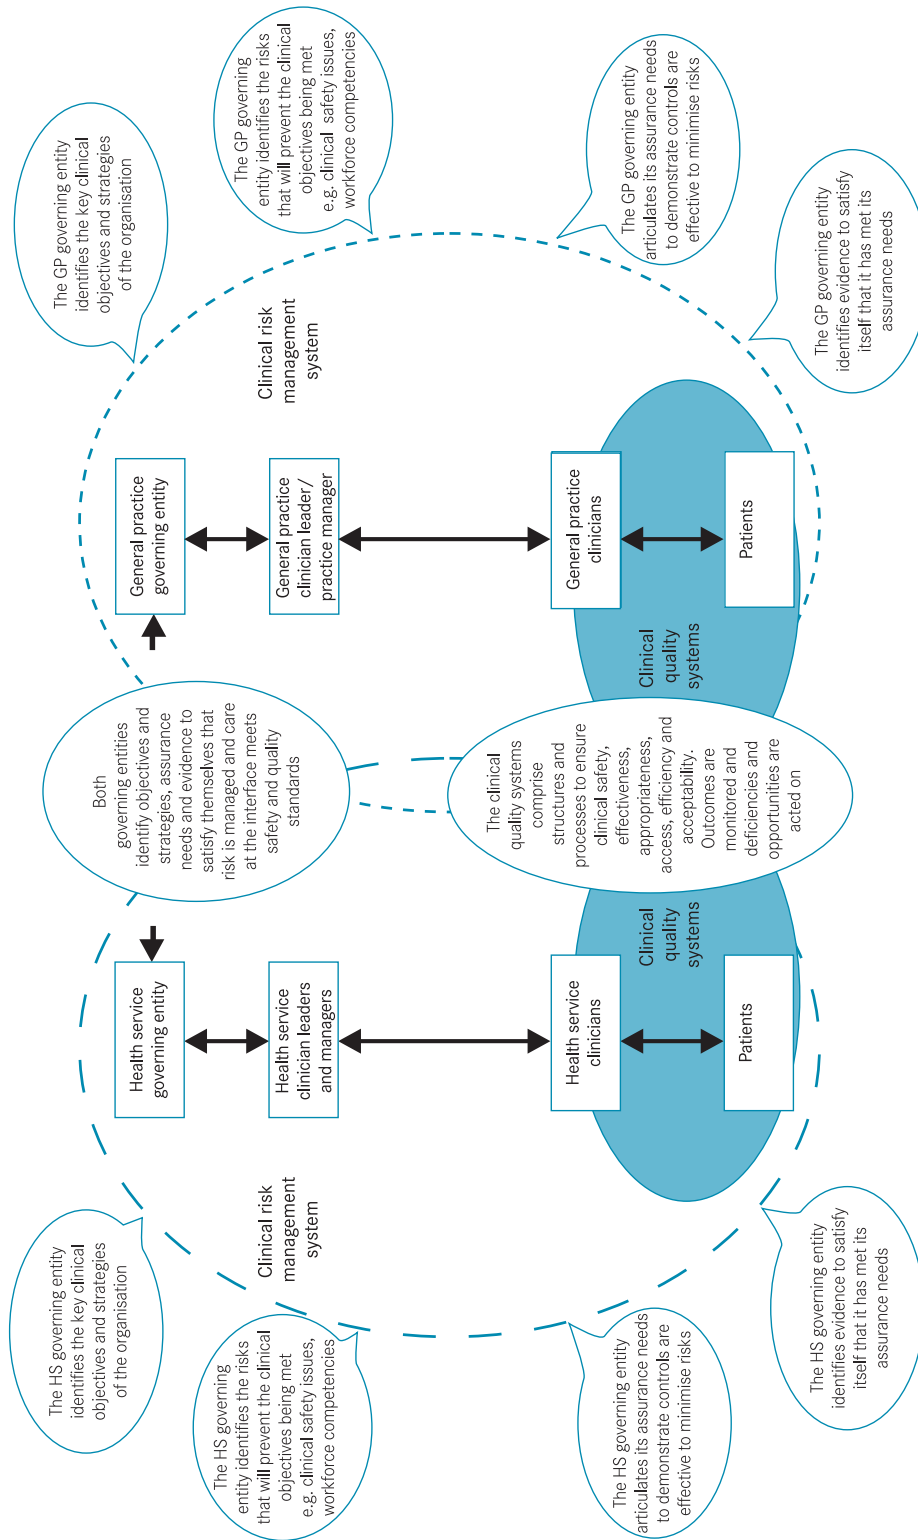 The HS governing entity
identifies the key clinical
objectives and strategies
of the organisation
The HS governing
entity identifies the risks
that will prevent the clinical
objectives being met
e.g. clinical safety issues,
workforce competencies
The HS governing entity
articulates its assurance needs
to demonstrate controls are
effective to minimise risks
The HS governing entity
identifies evidence to satisfy
itself that it has met its
assurance needs
Clinical risk
management
system
Health service
governing entity
Health service
clinician leaders
and managers
Health service
clinicians
Patients
Clinical
quality
systems
Both
governing entities
identify objectives and
strategies, assurance
needs and evidence to
satisfy themselves that
risk is managed and care
at the interface meets
safety and quality
standards
The clinical
quality systems
comprise
structures and
processes to ensure
clinical safety,
effectiveness,
appropriateness,
access, efficiency and
acceptability.
Outcomes are
monitored and
deficiencies and
opportunities are
acted on
Clinical
quality
systems
General practice
governing entity
General practice
clinician leader/
practice manager
General practice
clinicians
Patients
Clinical risk
management
system
The GP governing entity
identifies the key clinical
objectives and strategies
of the organisation
The GP governing
entity identifies the risks
that will prevent the clinical
objectives being met
e.g. clinical safety issues,
workforce competencies
The GP governing entity
articulates its assurance needs
to demonstrate controls are
effective to minimise risks
The GP governing entity
identifies evidence to satisfy
itself that it has met its
assurance needs